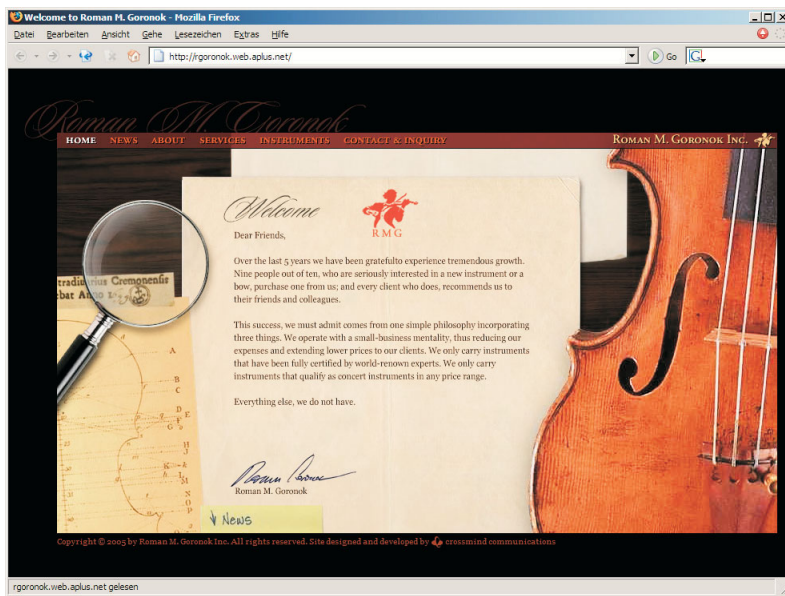 Welcome to Roman M. Goronok - Mozilla Firefox
Datei Bearbeiten Ansicht Gehe Lesezeichen Extras Hilfe
http://rgoronok.web.aplus.net/ Go G
Roman M. Goronok
HOME NEWS ABOUT SERVICES INSTRUMENTS CONTACT & INQUIRY ROMAN M. GORONOK INC.
Welcome
RMG
Dear Friends,
Over the last 5 years we have been gratefulto experience tremendous growth.
Nine people out of ten, who are seriously interested in a new instrument or a
bow, purchase one from us; and every client who does, recommends us to
their friends and colleagues.
This success, we must admit comes from one simple philosophy incorporating
three things. We operate with a small-business mentality, thus reducing our
expenses and extending lower prices to our clients. We only carry instruments
that have been fully certified by world-renown experts. We only carry
instruments that qualify as concert instruments in any price range.
Everything else, we do not have.
Roman M. Goronok
News
tradiuarius Cremonensis
Anno
A
B
C
D
E
F
G
H
J
K
L
M
N
O
P
Copyright © 2005 by Roman M. Goronok Inc. All rights reserved. Site designed and developed by crossmind communications
rgoronok.web.aplus.net gelesen